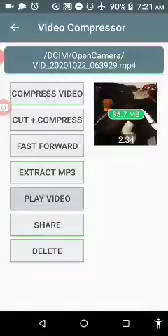 7:21
Video Compressor
/DCIM/OpenCamera/
VID_20201022_063929.mp4
COMPRESS VIDEO
CUT + COMPRESS
FAST FORWARD
EXTRACT MP3
PLAY VIDEO
SHARE
DELETE
2:34